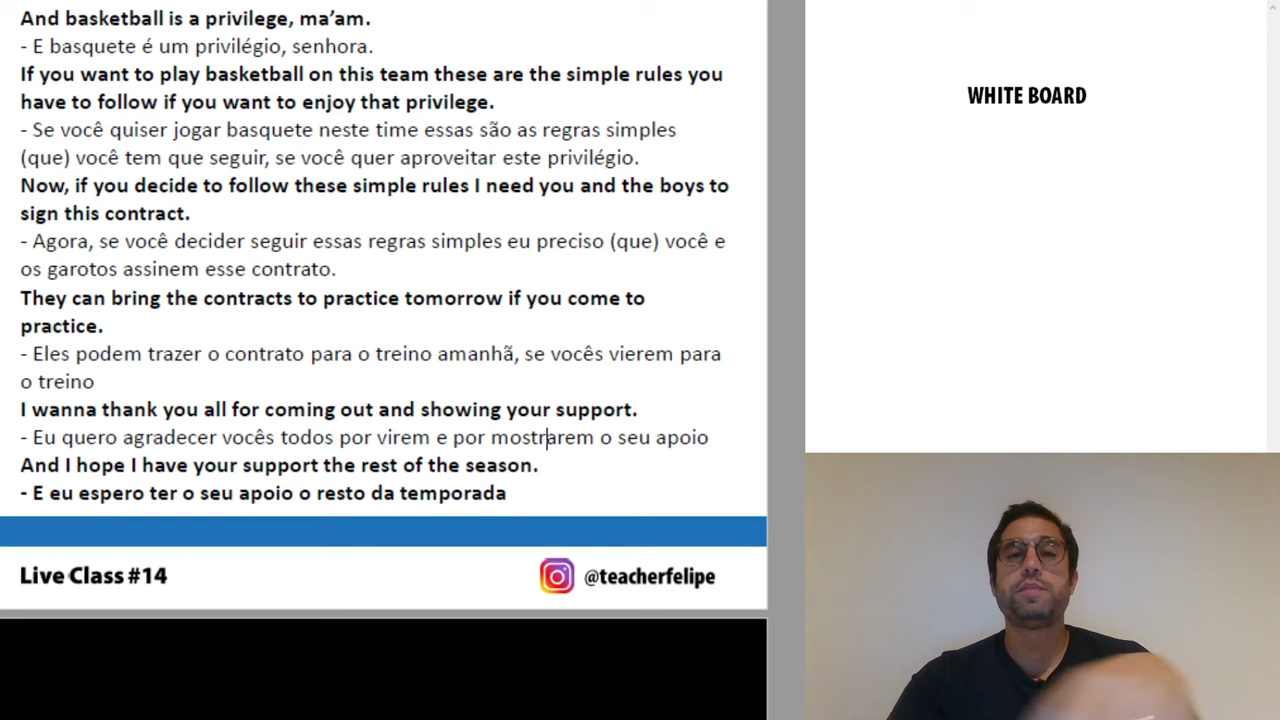 And basketball is a privilege, ma’am.
- E basquete é um privilégio, senhora.
If you want to play basketball on this team these are the simple rules you
have to follow if you want to enjoy that privilege.
- Se você quiser jogar basquete neste time essas são as regras simples
(que) você tem que seguir, se você quer aproveitar este privilégio.
Now, if you decide to follow these simple rules I need you and the boys to
sign this contract.
- Agora, se você decider seguir essas regras simples eu preciso (que) você e
os garotos assinem esse contrato.
They can bring the contracts to practice tomorrow if you come to
practice.
- Eles podem trazer o contrato para o treino amanhã, se vocês vierem para
o treino
I wanna thank you all for coming out and showing your support.
- Eu quero agradecer vocês todos por virem e por mostrarem o seu apoio
And I hope I have your support the rest of the season.
- E eu espero ter o seu apoio o resto da temporada
Live Class #14
@teacherfelipe
WHITE BOARD